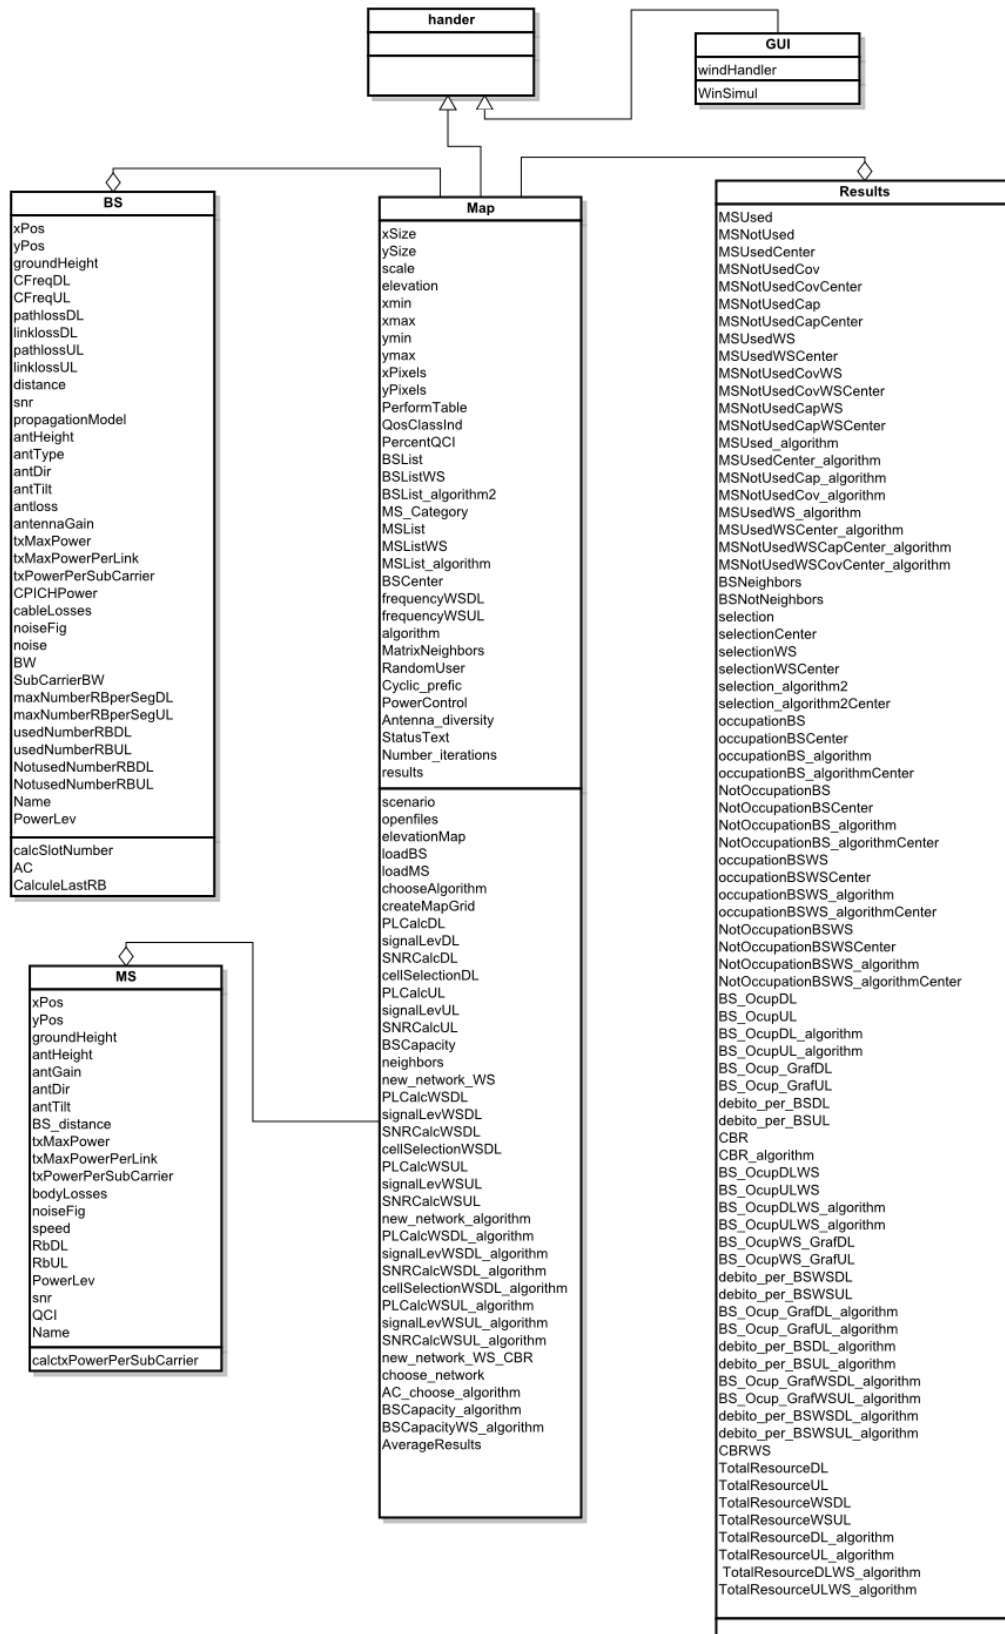 hander
GUI
windHandler
WinSimul
BS
xPos
yPos
groundHeight
CFreqDL
CFreqUL
pathlossDL
linklossDL
pathlossUL
linklossUL
distance
snr
propagationModel
antHeight
antType
antDir
antTilt
antloss
antennaGain
txMaxPower
txMaxPowerPerLink
txPowerPerSubCarrier
CPICHPower
cableLosses
noiseFig
noise
BW
SubCarrierBW
maxNumberRBperSegDL
maxNumberRBperSegUL
usedNumberRBDL
usedNumberRBUL
NotusedNumberRBDL
NotusedNumberRBUL
Name
PowerLev
calcSlotNumber
AC
CalculeLastRB
MS
xPos
yPos
groundHeight
antHeight
antGain
antDir
antTilt
BS_distance
txMaxPower
txMaxPowerPerLink
txPowerPerSubCarrier
bodyLosses
noiseFig
speed
RbDL
RbUL
PowerLev
snr
QCI
Name
calctxPowerPerSubCarrier
Map
xSize
ySize
scale
elevation
xmin
xmax
ymin
ymax
xPixels
yPixels
PerformTable
QosClassInd
PercentQCI
BSList
BSListWS
BSList_algorithm2
MS_Category
MSList
MSListWS
MSList_algorithm
BSCenter
frequencyWSDL
frequencyWSUL
algorithm
MatrixNeighbors
RandomUser
Cyclic_prefic
PowerControl
Antenna_diversity
StatusText
Number_iterations
results
scenario
openfiles
elevationMap
loadBS
loadMS
chooseAlgorithm
createMapGrid
PLCalcDL
signalLevDL
SNRCalcDL
cellSelectionDL
PLCalcUL
signalLevUL
SNRCalcUL
BSCapacity
neighbors
new_network_WS
PLCalcWSDL
signalLevWSDL
SNRCalcWSDL
cellSelectionWSDL
PLCalcWSUL
signalLevWSUL
SNRCalcWSUL
new_network_algorithm
PLCalcWSDL_algorithm
signalLevWSDL_algorithm
SNRCalcWSDL_algorithm
cellSelectionWSDL_algorithm
PLCalcWSUL_algorithm
signalLevWSUL_algorithm
SNRCalcWSUL_algorithm
new_network_WS_CBR
choose_network
AC_choose_algorithm
BSCapacity_algorithm
BSCapacityWS_algorithm
AverageResults
Results
MSUsed
MSNotUsed
MSUsedCenter
MSNotUsedCov
MSNotUsedCovCenter
MSNotUsedCap
MSNotUsedCapCenter
MSUsedWS
MSUsedWSCenter
MSNotUsedCovWS
MSNotUsedCovWSCenter
MSNotUsedCapWS
MSNotUsedCapWSCenter
MSUsed_algorithm
MSUsedCenter_algorithm
MSNotUsedCap_algorithm
MSNotUsedCov_algorithm
MSUsedWS_algorithm
MSUsedWSCenter_algorithm
MSNotUsedWSCapCenter_algorithm
MSNotUsedWSCovCenter_algorithm
BSNeighbors
BSNotNeighbors
selection
selectionCenter
selectionWS
selectionWSCenter
selection_algorithm2
selection_algorithm2Center
occupationBS
occupationBSCenter
occupationBS_algorithm
occupationBS_algorithmCenter
NotOccupationBS
NotOccupationBSCenter
NotOccupationBS_algorithm
NotOccupationBS_algorithmCenter
occupationBSWS
occupationBSWSCenter
occupationBSWS_algorithm
occupationBSWS_algorithmCenter
NotOccupationBSWS
NotOccupationBSWSCenter
NotOccupationBSWS_algorithm
NotOccupationBSWS_algorithmCenter
BS_OcupDL
BS_OcupUL
BS_OcupDL_algorithm
BS_OcupUL_algorithm
BS_Ocup_GrafDL
BS_Ocup_GrafUL
debito_per_BSDL
debito_per_BSUL
CBR
CBR_algorithm
BS_OcupDLWS
BS_OcupULWS
BS_OcupDLWS_algorithm
BS_OcupULWS_algorithm
BS_OcupWS_GrafDL
BS_OcupWS_GrafUL
debito_per_BSWSDL
debito_per_BSWSUL
BS_Ocup_GrafDL_algorithm
BS_Ocup_GrafUL_algorithm
debito_per_BSDL_algorithm
debito_per_BSUL_algorithm
BS_Ocup_GrafWSDL_algorithm
BS_Ocup_GrafWSUL_algorithm
debito_per_BSWSDL_algorithm
debito_per_BSWSUL_algorithm
CBRWS
TotalResourceDL
TotalResourceUL
TotalResourceWSDL
TotalResourceWSUL
TotalResourceDL_algorithm
TotalResourceUL_algorithm
TotalResourceDLWS_algorithm
TotalResourceULWS_algorithm